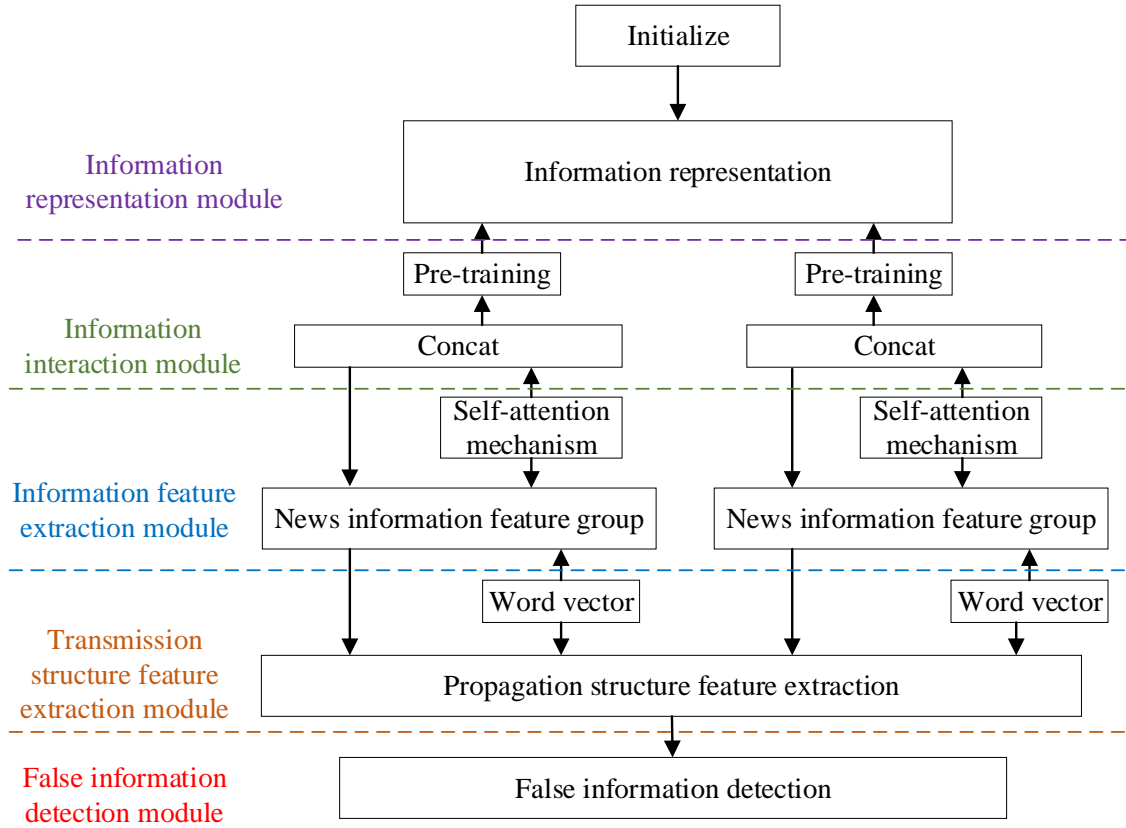 Initialize
Information
representation module
Information representation
Pre-training
Pre-training
Information
interaction module
Concat
Concat
Self-attention
mechanism
Self-attention
mechanism
Information feature
extraction module
News information feature group
News information feature group
Word vector
Word vector
Transmission
structure feature
extraction module
Propagation structure feature extraction
False information
detection module
False information detection